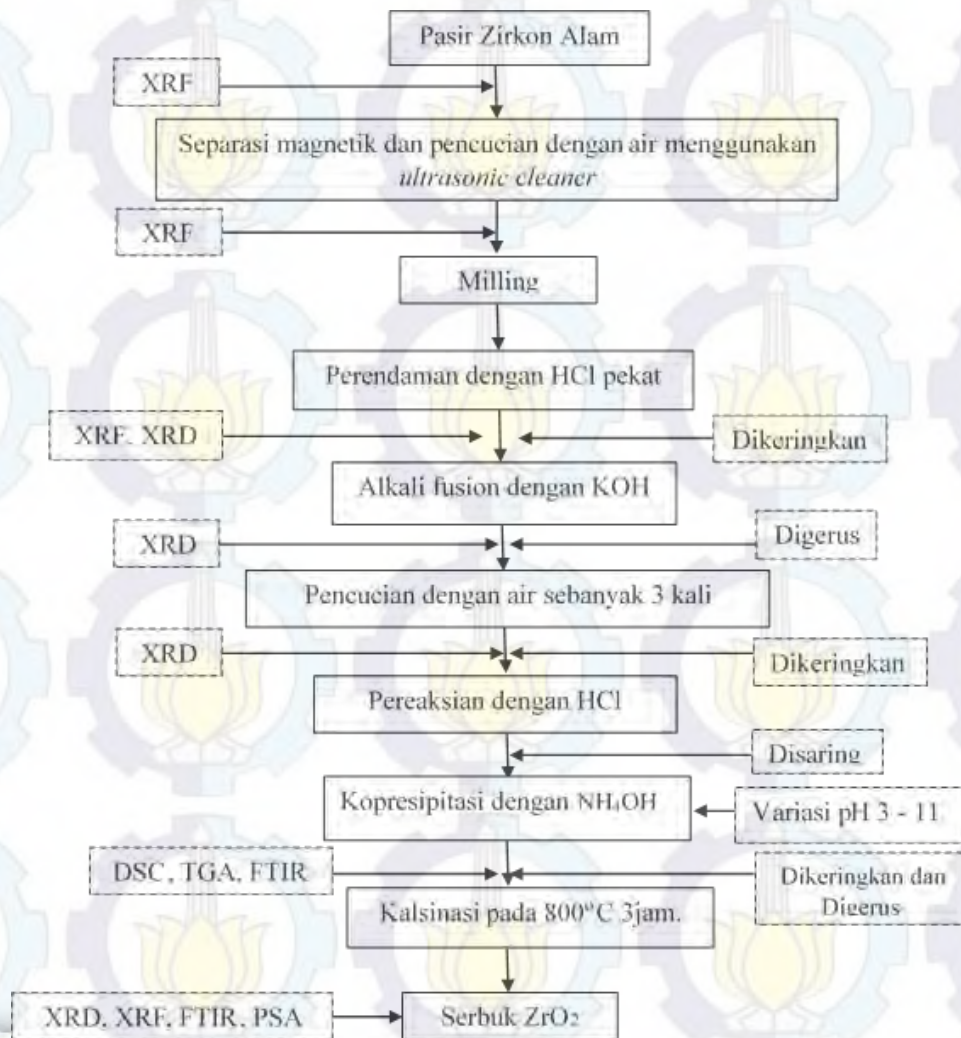 Pasir Zirkon Alam
XRF
Separasi magnetik dan pencucian dengan air menggunakan
ultrasonic cleaner
XRF
Milling
Perendaman dengan HCl pekat
XRF, XRD
Dikeringkan
Alkali fusion dengan KOH
XRD
Digerus
Pencucian dengan air sebanyak 3 kali
XRD
Dikeringkan
Pereaksian dengan HCl
Disaring
Kopresipitasi dengan NH₄OH
Variasi pH 3 - 11
DSC, TGA, FTIR
Dikeringkan dan
Digerus
Kalsinasi pada 800°C 3jam.
XRD, XRF, FTIR, PSA
Serbuk ZrO₂